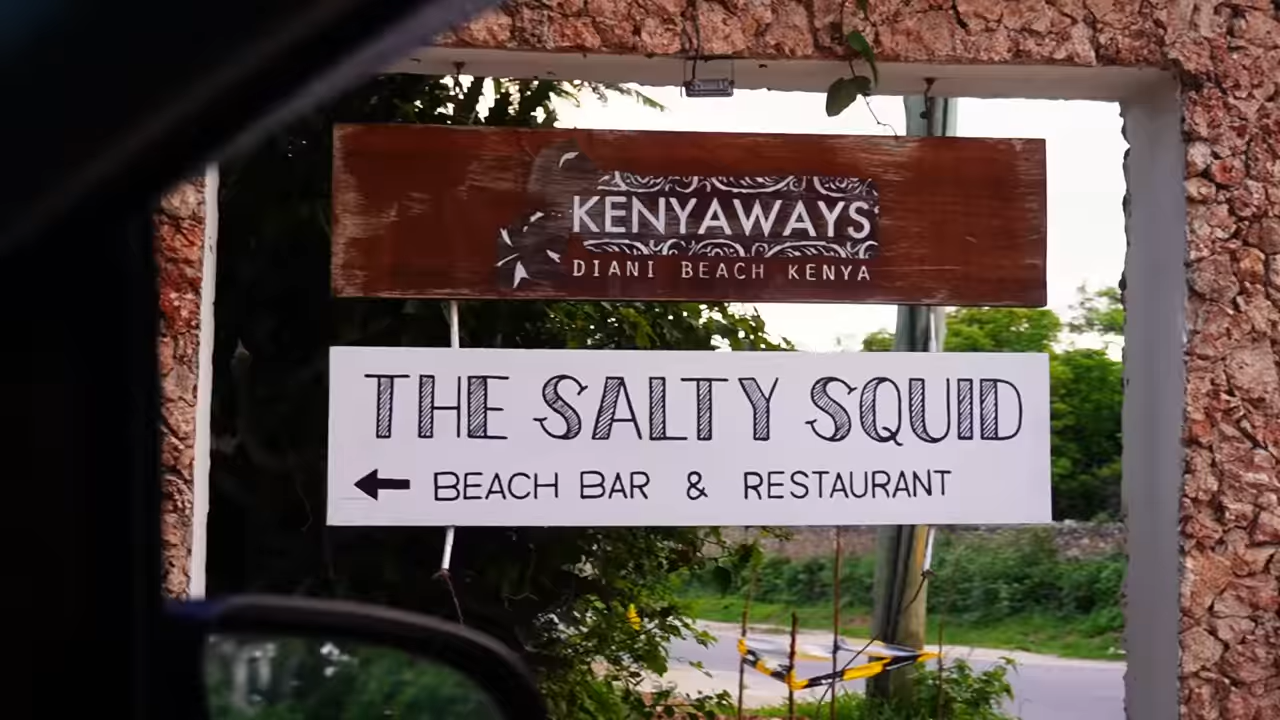 KENYAWAYS
DIANI BEACH KENYA
THE SALTY SQUID
BEACH BAR & RESTAURANT